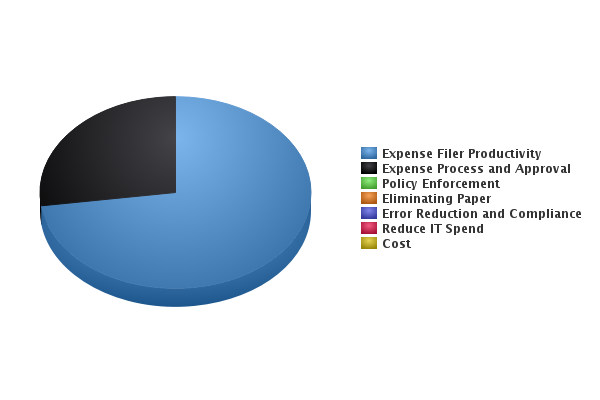 Expense Filer Productivity
Expense Process and Approval
Policy Enforcement
Eliminating Paper
Error Reduction and Compliance
Reduce IT Spend
Cost